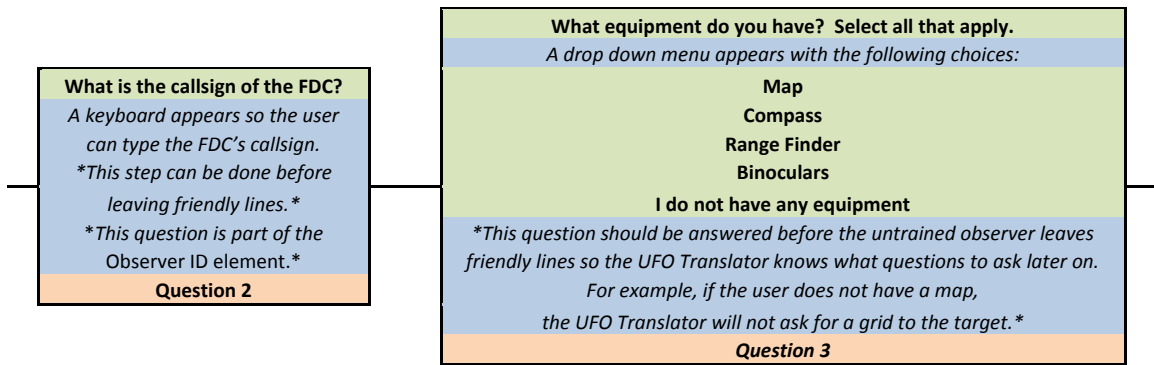 What is the callsign of the FDC?
A keyboard appears so the user
can type the FDC’s callsign.
*This step can be done before
leaving friendly lines.*
*This question is part of the
Observer ID element.*
Question 2
What equipment do you have?  Select all that apply.
A drop down menu appears with the following choices:
Map
Compass
Range Finder
Binoculars
I do not have any equipment
*This question should be answered before the untrained observer leaves
friendly lines so the UFO Translator knows what questions to ask later on.
For example, if the user does not have a map,
the UFO Translator will not ask for a grid to the target.*
Question 3